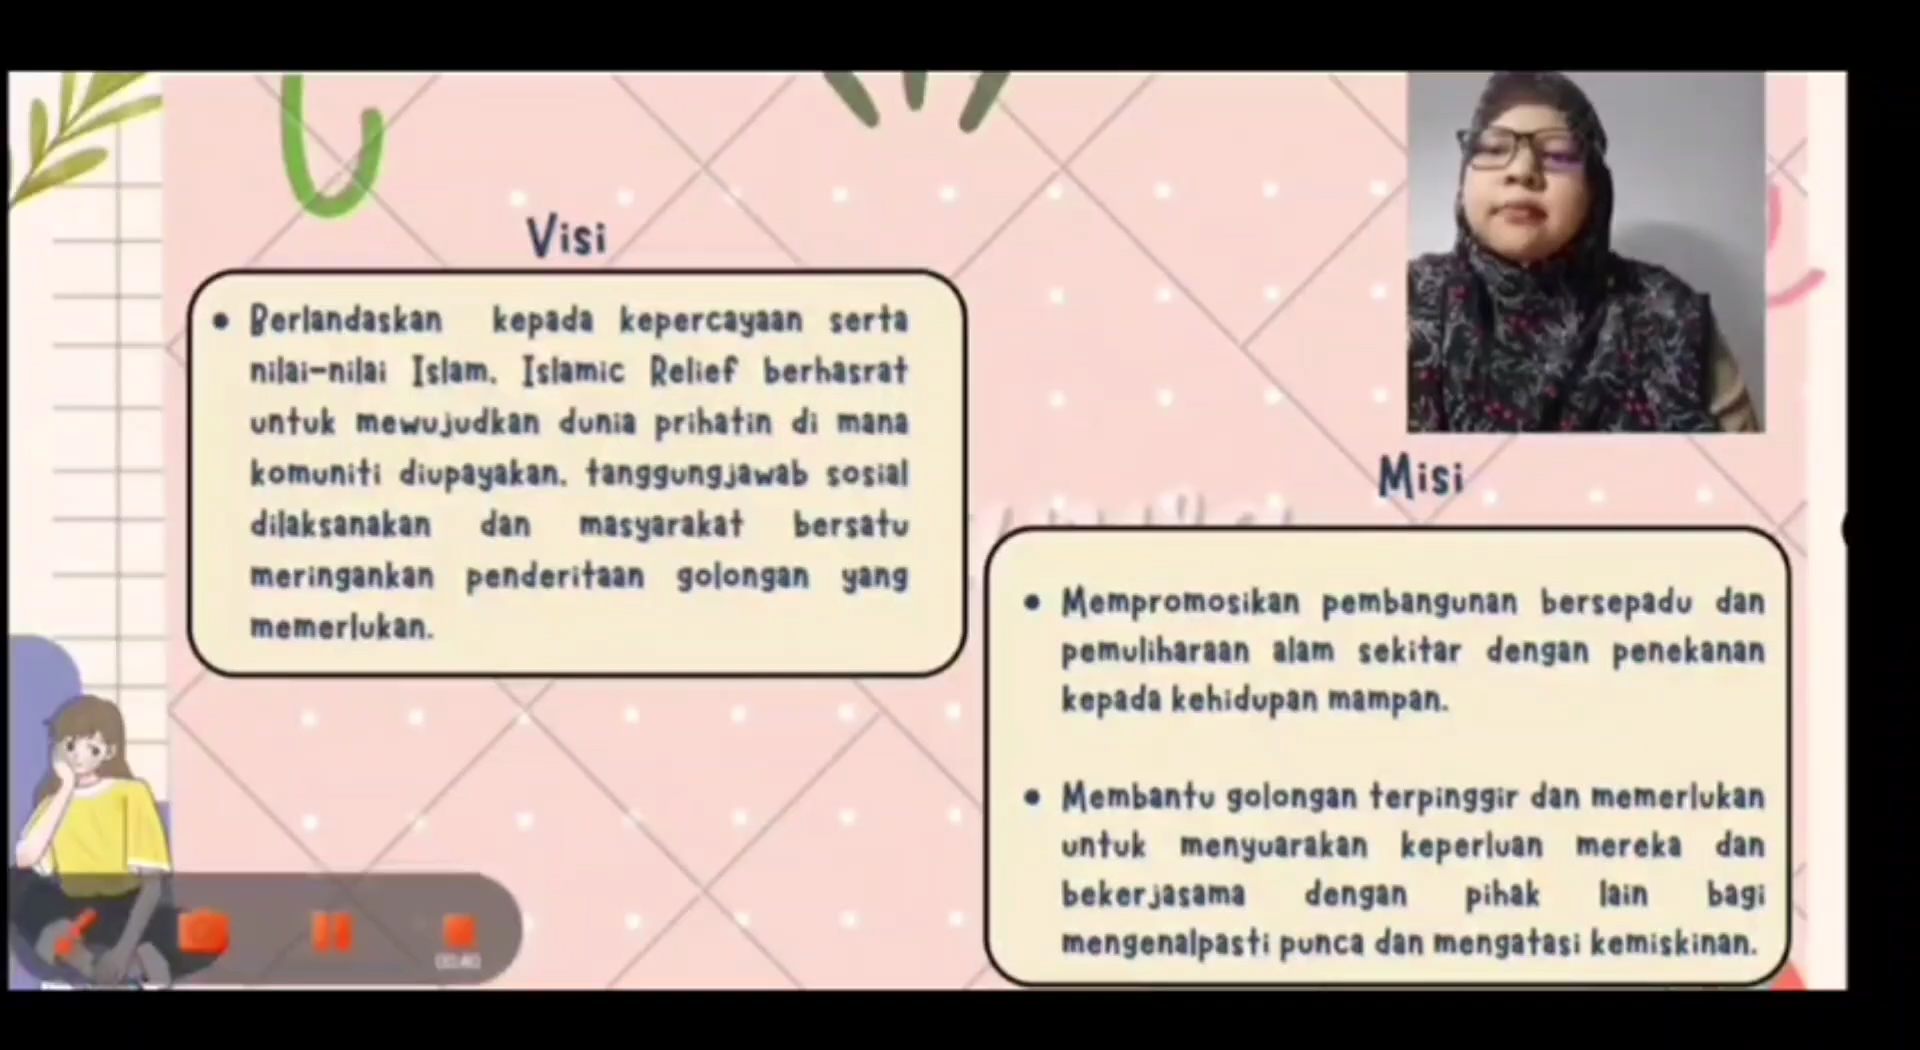 Visi
• Berlandaskan kepada kepercayaan serta
nilai-nilai Islam, Islamic Relief berhasrat
untuk mewujudkan dunia prihatin di mana
komuniti diupayakan, tanggungjawab sosial
dilaksanakan dan masyarakat bersatu
meringankan penderitaan golongan yang
memerlukan.
Misi
• Mempromosikan pembangunan bersepadu dan
pemuliharaan alam sekitar dengan penekanan
kepada kehidupan mampan.
• Membantu golongan terpinggir dan memerlukan
untuk menyuarakan keperluan mereka dan
bekerjasama dengan pihak lain bagi
mengenalpasti punca dan mengatasi kemiskinan.